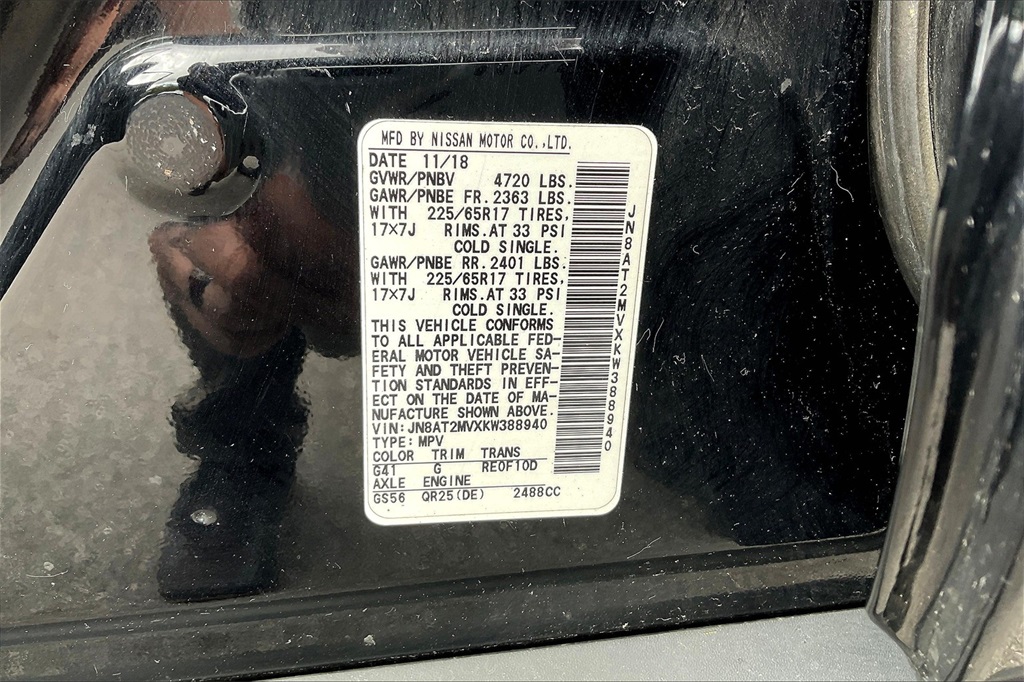 MFD BY NISSAN MOTOR CO.,LTD.
DATE 11/18
GVWR/PNBV 4720 LBS.
GAWR/PNBE FR.2363 LBS.
WITH 225/65R17 TIRES,
17×7J RIMS.AT 33 PSI
COLD SINGLE.
GAWR/PNBE RR.2401 LBS.
WITH 225/65R17 TIRES,
17×7J RIMS.AT 33 PSI
COLD SINGLE.
THIS VEHICLE CONFORMS
TO ALL APPLICABLE FED-
ERAL MOTOR VEHICLE SA-
FETY AND THEFT PREVEN-
TION STANDARDS IN EFF-
ECT ON THE DATE OF MA-
NUFACTURE SHOWN ABOVE.
VIN:JN8AT2MVXKW388940
TYPE:MPV
COLOR TRIM TRANS
G41 G RE0F10D
AXLE ENGINE
GS56 QR25(DE) 2488CC
JN8AT2MVXKW388940